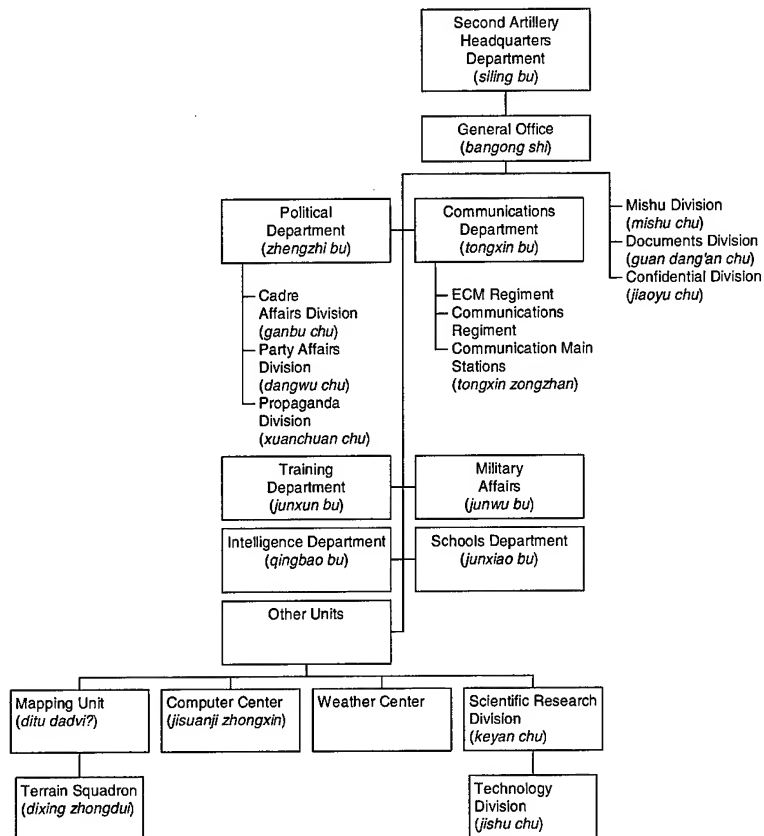 Second Artillery
Headquarters
Department
(siling bu)
General Office
(bangong shi)
Political
Department
(zhengzhi bu)
Communications
Department
(tongxin bu)
Mishu Division
(mishu chu)
Documents Division
(guan dang'an chu)
Confidential Division
(jiaoyu chu)
Cadre
Affairs Division
(ganbu chu)
Party Affairs
Division
(dangwu chu)
Propaganda
Division
(xuanchuan chu)
ECM Regiment
Communications
Regiment
Communication Main
Stations
(tongxin zongzhan)
Training
Department
(junxun bu)
Military
Affairs
(junwu bu)
Intelligence Department
(qingbao bu)
Schools Department
(junxiao bu)
Other Units
Mapping Unit
(ditu dadvi?)
Computer Center
(jisuanji zhongxin)
Weather Center
Scientific Research
Division
(keyan chu)
Terrain Squadron
(dixing zhongdui)
Technology
Division
(jishu chu)